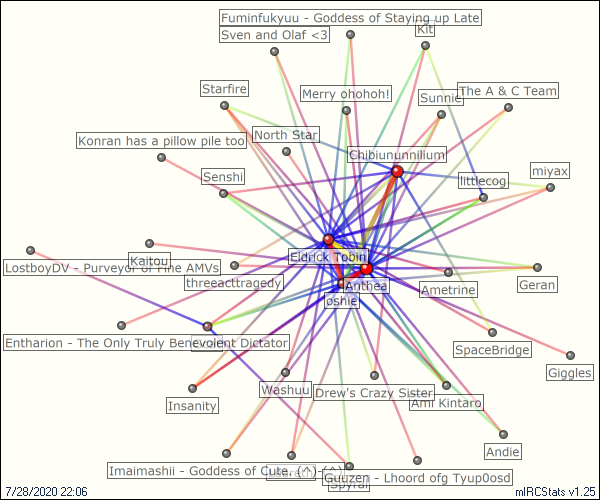 Fuminfukyuu - Goddess of Staying up Late
Kit
Sven and Olaf <3
Starfire
Merry ohohoh!
The A & C Team
Sunnie
North Star
Konran has a pillow pile too
Chibiununnilium
Senshi
miyax
littlecog
Eldrick Tobin
Kaitou
LostboyDV - Purveyor of Fine AMVs
threeacttragedy
Anthea
Ametrine
Geran
oshie
Entharion - The Only Truly Benevolent Dictator
SpaceBridge
Giggles
Washuu
Drew's Crazy Sister
Insanity
Ami Kintaro
Andie
Imaimashii - Goddess of Cute. (^)-(^)
Guuzen - Lhoord ofg Tyup0osd
Spyral
7/28/2020 22:06
mIRCStats v1.25